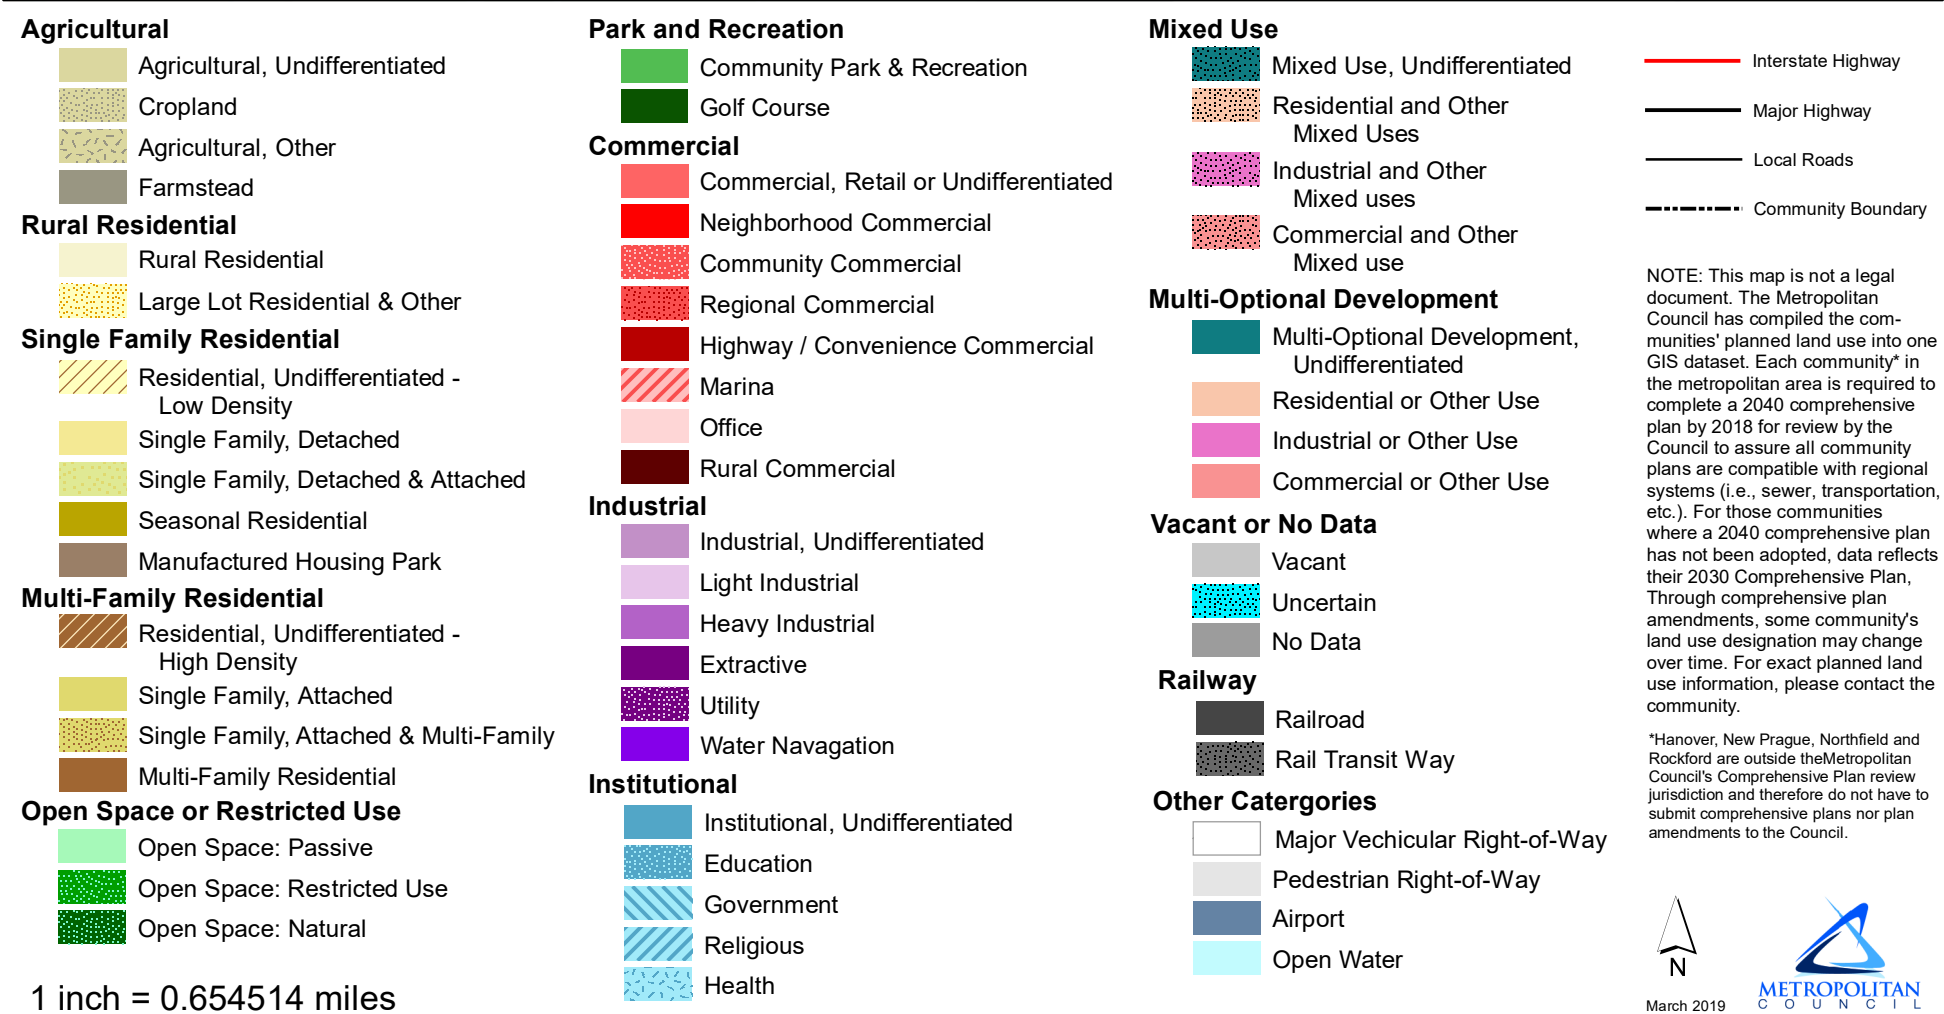 Agricultural
Agricultural, Undifferentiated
Cropland
Agricultural, Other
Farmstead
Rural Residential
Rural Residential
Large Lot Residential & Other
Single Family Residential
Residential, Undifferentiated -
Low Density
Single Family, Detached
Single Family, Detached & Attached
Seasonal Residential
Manufactured Housing Park
Multi-Family Residential
Residential, Undifferentiated -
High Density
Single Family, Attached
Single Family, Attached & Multi-Family
Multi-Family Residential
Open Space or Restricted Use
Open Space: Passive
Open Space: Restricted Use
Open Space: Natural
1 inch = 0.654514 miles
Park and Recreation
Community Park & Recreation
Golf Course
Commercial
Commercial, Retail or Undifferentiated
Neighborhood Commercial
Community Commercial
Regional Commercial
Highway / Convenience Commercial
Marina
Office
Rural Commercial
Industrial
Industrial, Undifferentiated
Light Industrial
Heavy Industrial
Extractive
Utility
Water Navagation
Institutional
Institutional, Undifferentiated
Education
Government
Religious
Health
Mixed Use
Mixed Use, Undifferentiated
Residential and Other
Mixed Uses
Industrial and Other
Mixed uses
Commercial and Other
Mixed use
Multi-Optional Development
Multi-Optional Development,
Undifferentiated
Residential or Other Use
Industrial or Other Use
Commercial or Other Use
Vacant or No Data
Vacant
Uncertain
No Data
Railway
Railroad
Rail Transit Way
Other Catergories
Major Vechicular Right-of-Way
Pedestrian Right-of-Way
Airport
Open Water
Interstate Highway
Major Highway
Local Roads
Community Boundary
NOTE: This map is not a legal
document. The Metropolitan
Council has compiled the com-
munities' planned land use into one
GIS dataset. Each community* in
the metropolitan area is required to
complete a 2040 comprehensive
plan by 2018 for review by the
Council to assure all community
plans are compatible with regional
systems (i.e., sewer, transportation,
etc.). For those communities
where a 2040 comprehensive plan
has not been adopted, data reflects
their 2030 Comprehensive Plan,
Through comprehensive plan
amendments, some community's
land use designation may change
over time. For exact planned land
use information, please contact the
community.
*Hanover, New Prague, Northfield and
Rockford are outside theMetropolitan
Council's Comprehensive Plan review
jurisdiction and therefore do not have to
submit comprehensive plans nor plan
amendments to the Council.
N
March 2019
METROPOLITAN
COUNCIL